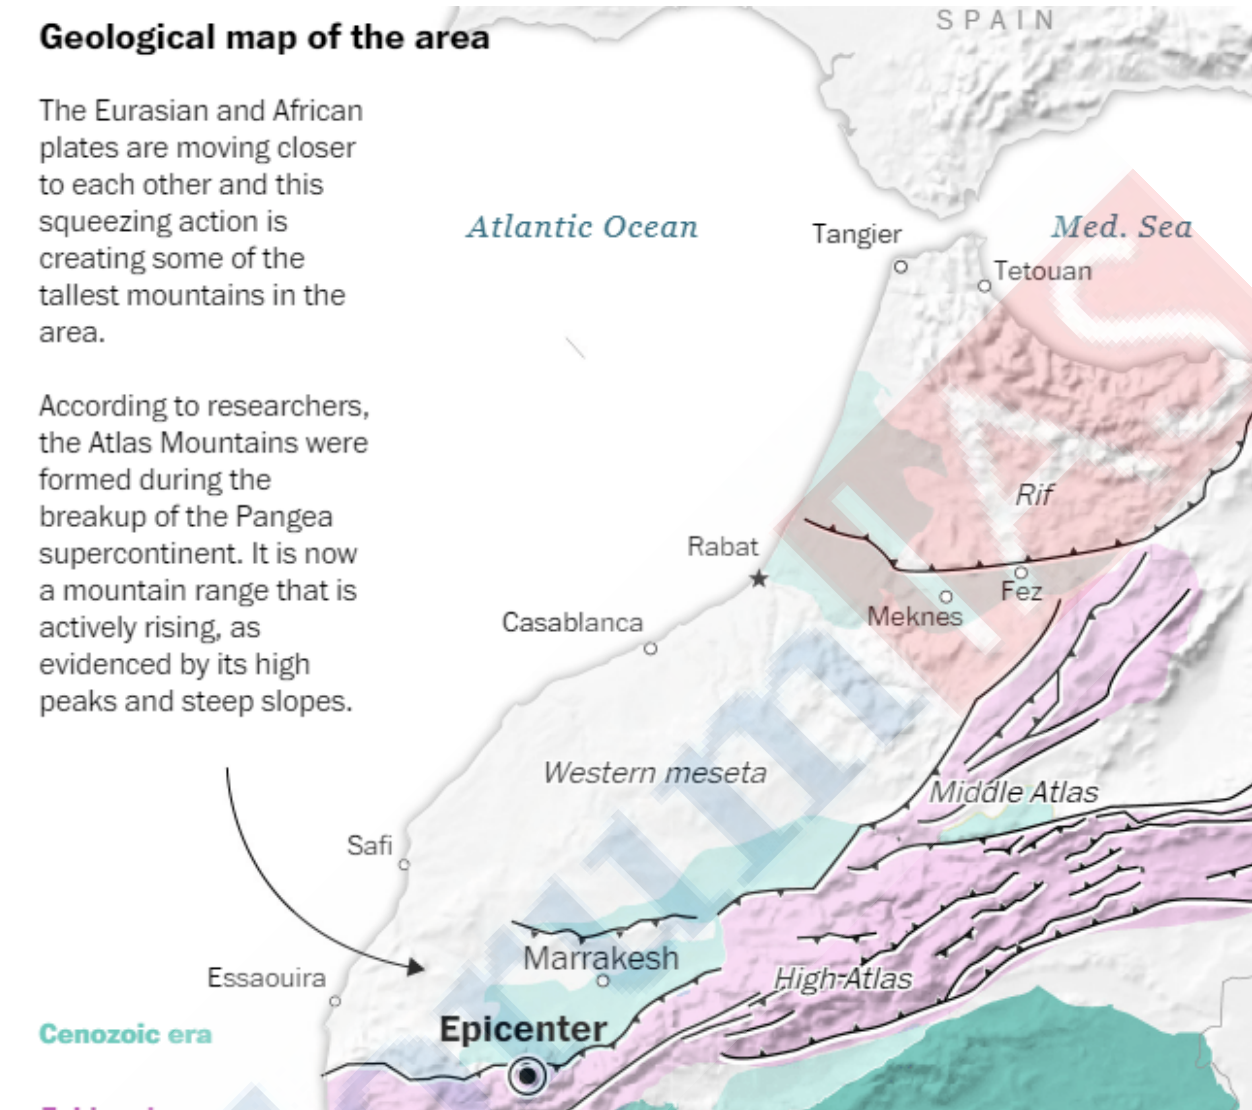 Geological map of the area
SPAIN
The Eurasian and African
plates are moving closer
to each other and this
squeezing action is
creating some of the
tallest mountains in the
area.
Atlantic Ocean
Med. Sea
Tangier
Tetouan
According to researchers,
the Atlas Mountains were
formed during the
breakup of the Pangea
supercontinent. It is now
a mountain range that is
actively rising, as
evidenced by its high
peaks and steep slopes.
Rif
Rabat
Fez
Meknes
Casablanca
Western meseta
Middle Atlas
Safi
Marrakesh
High Atlas
Essaouira
Epicenter
Cenozoic era
IAS